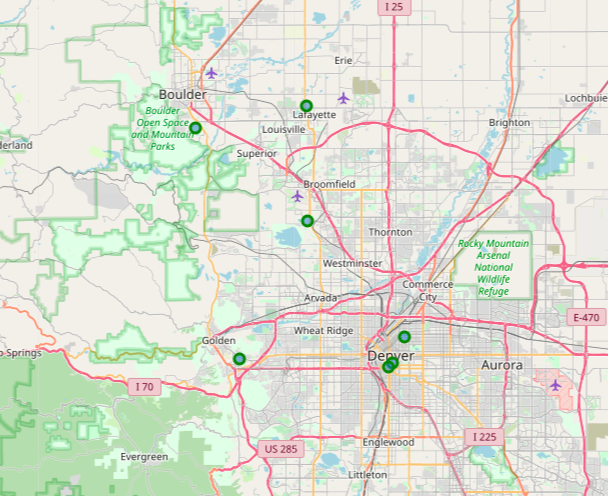 I 25
Erie
Boulder
Lochbuie
Boulder
Open Space
and Mountain
Parks
Lafayette
Louisville
Brighton
derland
Superior
Broomfield
Thornton
Rocky Mountain
Arsenal
National
Wildlife
Refuge
Westminster
Commerce
City
Arvada
E-470
Wheat Ridge
Golden
o Springs
Denver
Aurora
I 70
I 225
Englewood
US 285
Evergreen
Littleton